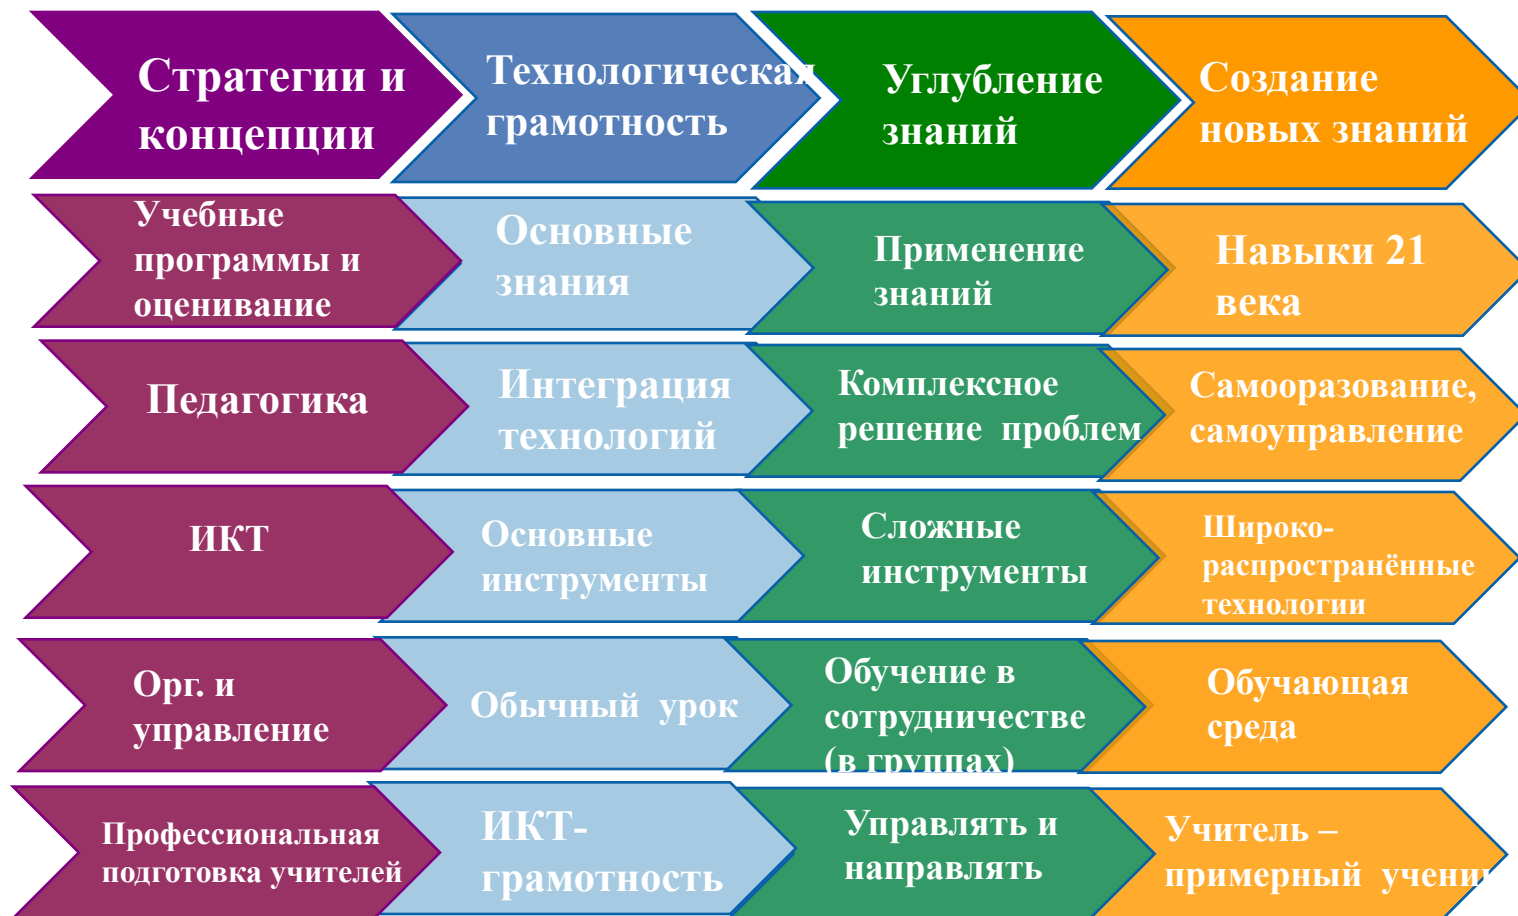 Стратегии и
концепции
Технологическая
грамотность
Углубление
знаний
Создание
новых знаний
Учебные
программы и
оценивание
Основные
знания
Применение
знаний
Навыки 21
века
Педагогика
Интеграция
технологий
Комплексное
решение проблем
Самооразование,
самоуправление
ИКТ
Основные
инструменты
Сложные
инструменты
Широко-
распространённые
технологии
Орг. и
управление
Обычный урок
Обучение в
сотрудничестве
(в группах)
Обучающая
среда
Профессиональная
подготовка учителей
ИКТ-
грамотность
Управлять и
направлять
Учитель –
примерный учени